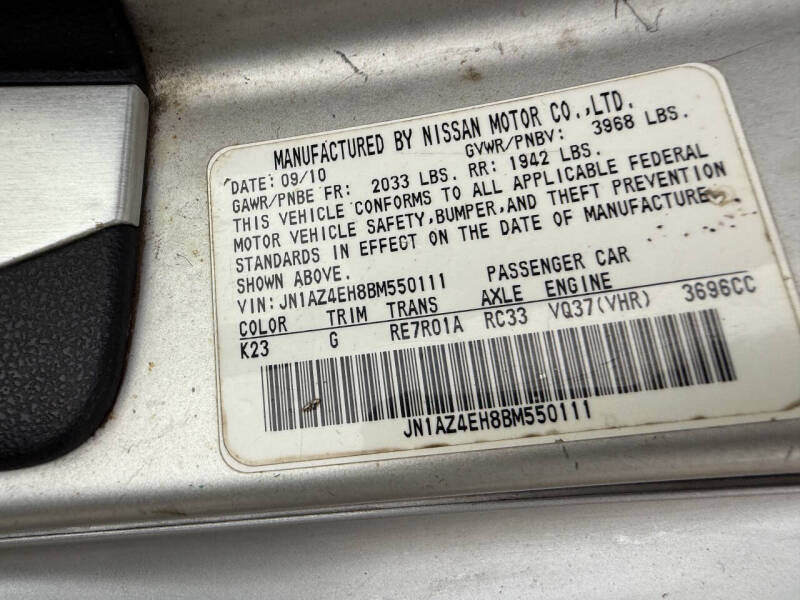 MANUFACTURED BY NISSAN MOTOR CO.,LTD.
DATE: 09/10 GVWR/PNBV: 3968 LBS.
GAWR/PNBE FR: 2033 LBS. RR: 1942 LBS.
THIS VEHICLE CONFORMS TO ALL APPLICABLE FEDERAL
MOTOR VEHICLE SAFETY,BUMPER,AND THEFT PREVENTION
STANDARDS IN EFFECT ON THE DATE OF MANUFACTURE
SHOWN ABOVE.
VIN: JN1AZ4EH8BM550111 PASSENGER CAR
COLOR TRIM TRANS AXLE ENGINE
K23 G RE7R01A RC33 VQ37(VHR) 3696CC
JN1AZ4EH8BM550111